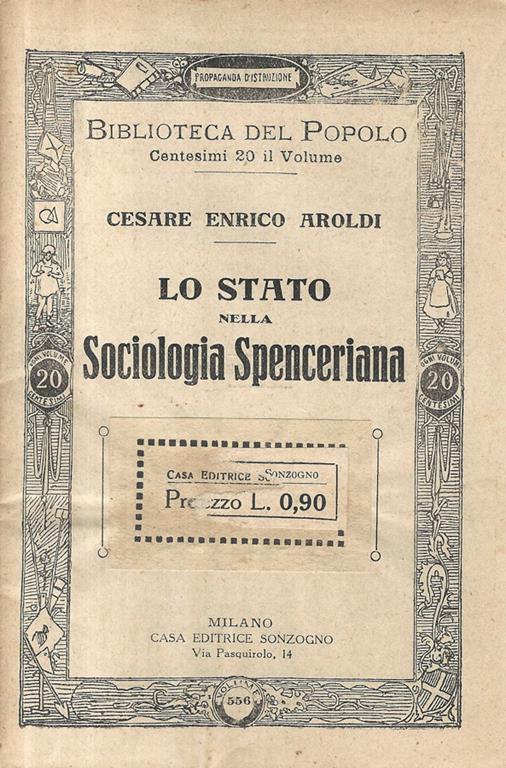 PROPAGANDA D'ISTRUZIONE
BIBLIOTECA DEL POPOLO
Centesimi 20 il Volume
CESARE ENRICO AROLDI
LO STATO
NELLA
Sociologia Spenceriana
OGNI VOLUME
20
CENTESIMI
OGNI VOLUME
20
CENTESIMI
CASA EDITRICE SONZOGNO
Prezzo L. 0,90
MILANO
CASA EDITRICE SONZOGNO
Via Pasquirolo, 14
VOLUME
556